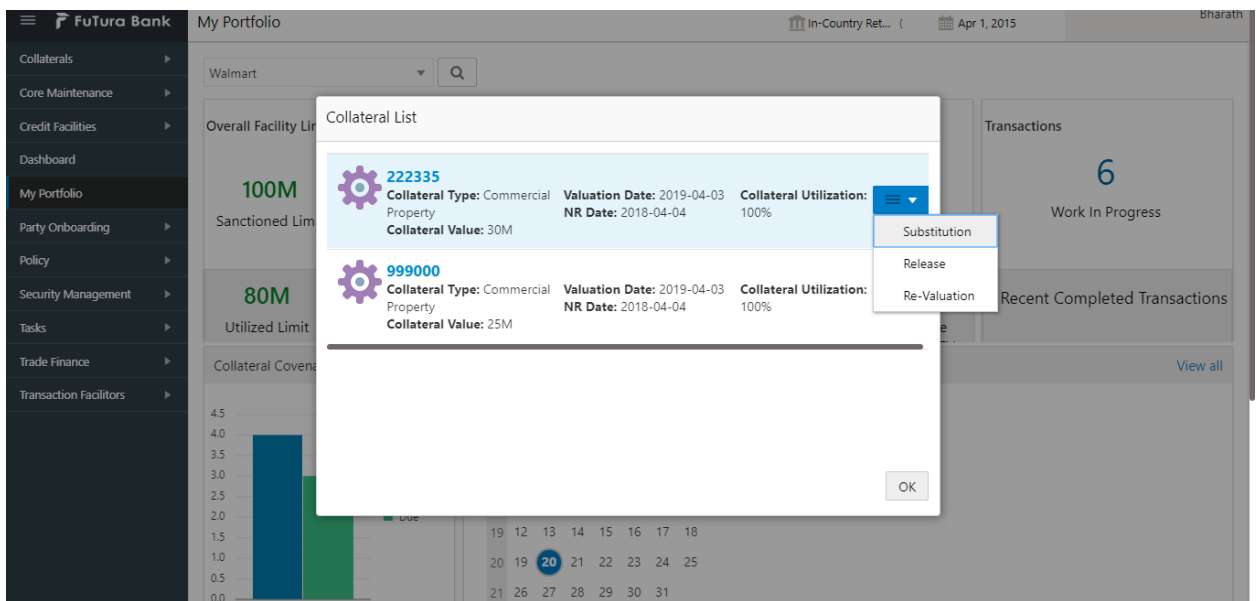 FuTura Bank
My Portfolio
In-Country Ret... (
Apr 1, 2015
Bharath
Collaterals
Core Maintenance
Credit Facilities
Dashboard
My Portfolio
Party Onboarding
Policy
Security Management
Tasks
Trade Finance
Transaction Facilitors
Walmart
Overall Facility Lir
100M
Sanctioned Lim
80M
Utilized Limit
Transactions
6
Work In Progress
Recent Completed Transactions
Collateral List
222335
Collateral Type: Commercial Property
Collateral Value: 30M
Valuation Date: 2019-04-03
NR Date: 2018-04-04
Collateral Utilization:
100%
Substitution
Release
Re-Valuation
999000
Collateral Type: Commercial Property
Collateral Value: 25M
Valuation Date: 2019-04-03
NR Date: 2018-04-04
Collateral Utilization:
100%
OK
Collateral Covena
View all
4.5
4.0
3.5
3.0
2.5
2.0
1.5
1.0
0.5
0.0
Due
19 12 13 14 15 16 17 18
20 19 20 21 22 23 24 25
21 26 27 28 29 30 31